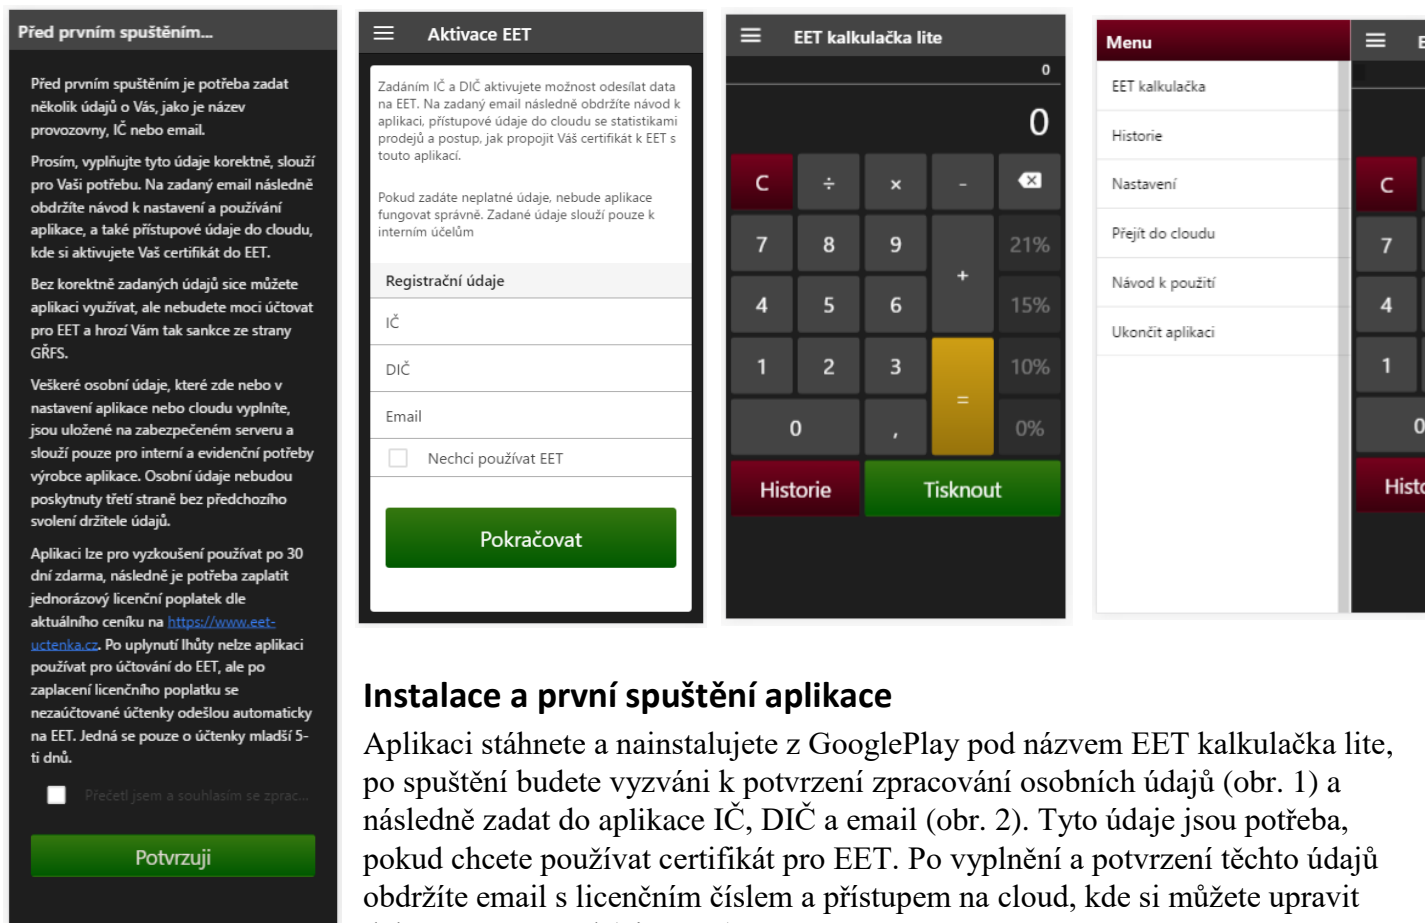 Před prvním spuštěním...
Před prvním spuštěním je potřeba zadat
několik údajů o Vás, jako je název
provozovny, IČ nebo email.
Prosím, vyplňujte tyto údaje korektně, slouží
pro Vaši potřebu. Na zadaný email následně
obdržíte návod k nastavení a používání
aplikace, a také přístupové údaje do cloudu,
kde si aktivujete Vaš certifikát do EET.
Bez korektně zadaných údajů sice můžete
aplikaci využívat, ale nebudete moci účtovat
pro EET a hrozí Vám tak sankce ze strany
GŘFS.
Veškeré osobní údaje, které zde nebo v
nastavení aplikace nebo cloudu vyplníte,
jsou uložené na zabezpečeném serveru a
slouží pouze pro interní a evidenční potřeby
výrobce aplikace. Osobní údaje nebudou
poskytnuty třetí straně bez předchozího
svolení držitele údajů.
Aplikaci lze pro vyzkoušení používat po 30
dní zdarma, následně je potřeba zaplatit
jednorázový licenční poplatek dle
aktuálního ceníku na https://www.eet-
uctenka.cz. Po uplynutí lhůty nelze aplikaci
používat pro účtování do EET, ale po
zaplacení licenčního poplatku se
nezaúčtované účtenky odešlou automaticky
na EET. Jedná se pouze o účtenky mladší 5-
ti dnů.
Přečetl jsem a souhlasím se zprac...
Potvrzuji
Aktivace EET
Zadáním IČ a DIČ aktivujete možnost odesílat data
na EET. Na zadaný email následně obdržíte návod k
aplikaci, přístupové údaje do cloudu se statistikami
prodejů a postup, jak propojit Váš certifikát k EET s
touto aplikací.
Pokud zadáte neplatné údaje, nebude aplikace
fungovat správně. Zadané údaje slouží pouze k
interním účelům
Registrační údaje
IČ
DIČ
Email
Nechci používat EET
Pokračovat
EET kalkulačka lite
0
0
C ÷ × -
7 8 9 + 21%
4 5 6 15%
1 2 3 = 10%
0 , 0%
Historie Tisknout
Menu
EET kalkulačka
Historie
Nastavení
Přejít do cloudu
Návod k použití
Ukončit aplikaci
E
C
7
4
1
0
Histo
Instalace a první spuštění aplikace
Aplikaci stáhnete a nainstalujete z GooglePlay pod názvem EET kalkulačka lite,
po spuštění budete vyzváni k potvrzení zpracování osobních údajů (obr. 1) a
následně zadat do aplikace IČ, DIČ a email (obr. 2). Tyto údaje jsou potřeba,
pokud chcete používat certifikát pro EET. Po vyplnění a potvrzení těchto údajů
obdržíte email s licenčním číslem a přístupem na cloud, kde si můžete upravit